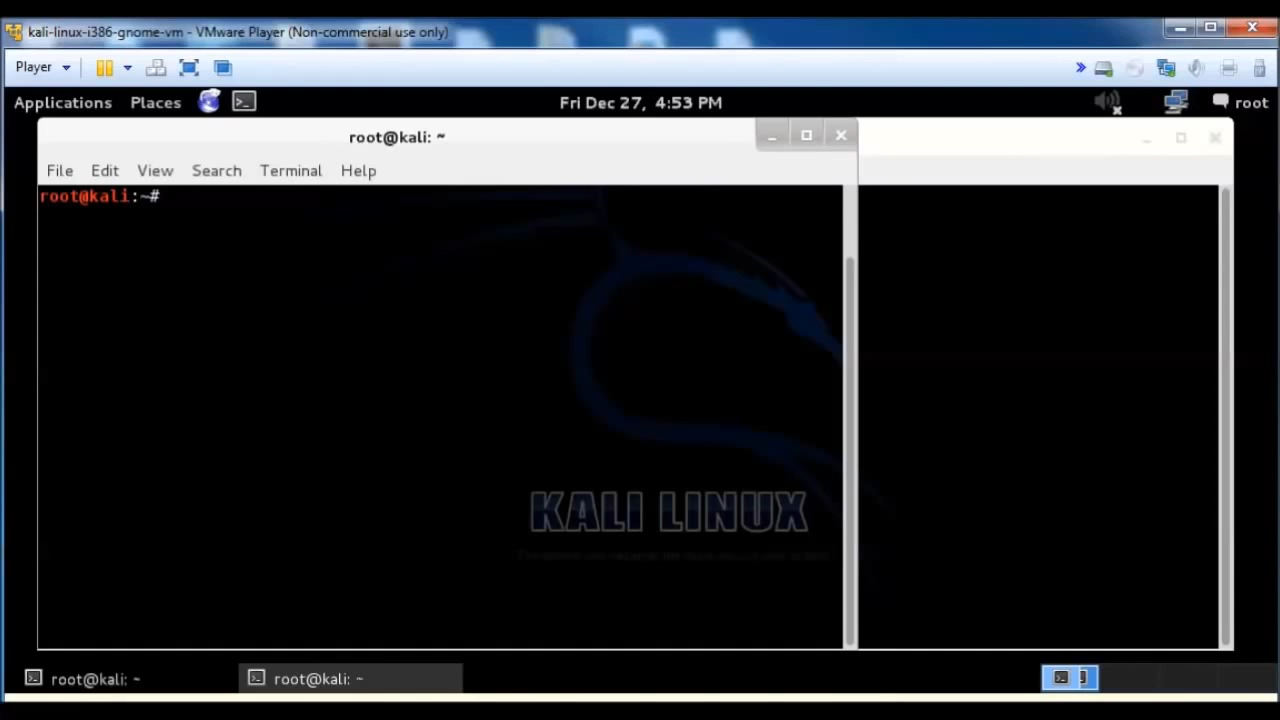 kali-linux-i386-gnome-vm - VMware Player (Non-commercial use only)
Player
Applications Places Fri Dec 27, 4:53 PM root
root@kali: ~
File Edit View Search Terminal Help
root@kali:~#
KALI LINUX
root@kali: ~ root@kali: ~